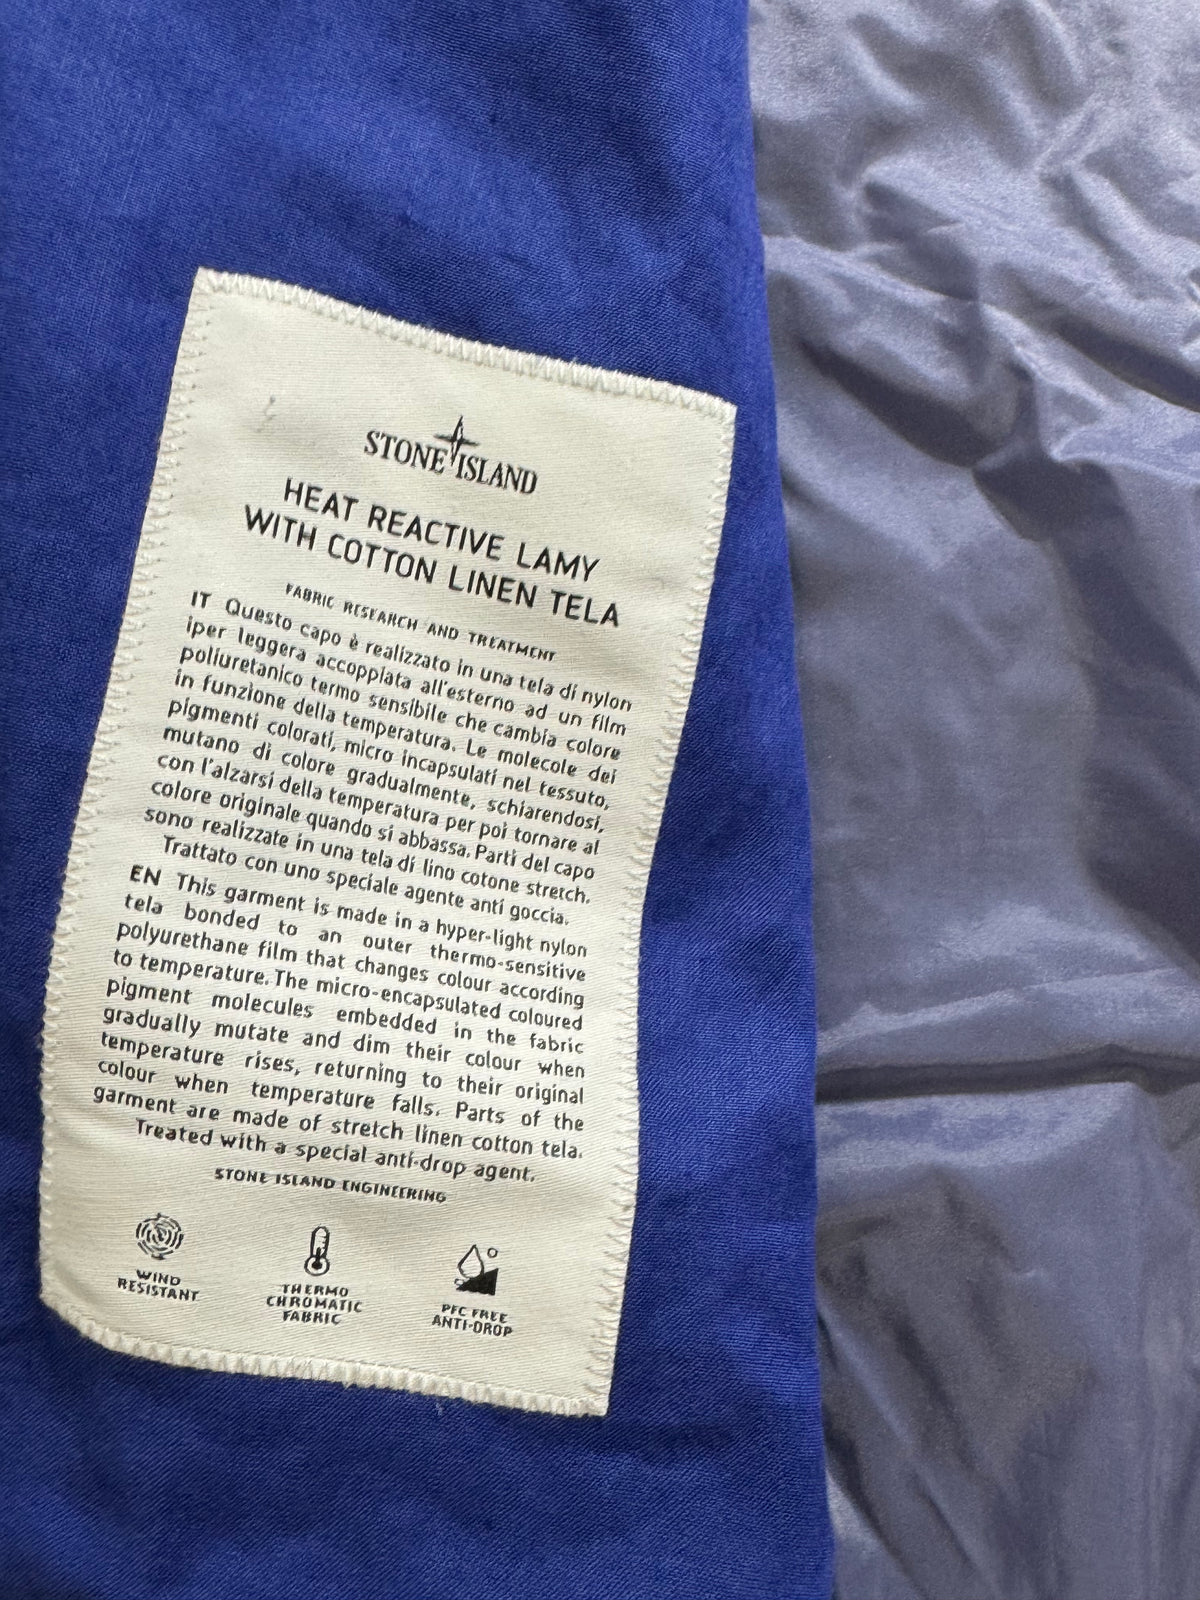 STONE ISLAND
HEAT REACTIVE LAMY
WITH COTTON LINEN TELA
FABRIC RESEARCH AND TREATMENT
IT Questo capo è realizzato in una tela di nylon
iper leggera accoppiata all'esterno ad un film
poliuretanico termo sensibile che cambia colore
in funzione della temperatura. Le molecole dei
pigmenti colorati, micro incapsulati nel tessuto,
mutano di colore gradualmente, schiarendosi,
con l'alzarsi della temperatura per poi tornare al
colore originale quando si abbassa. Parti del capo
sono realizzate in una tela di lino cotone stretch.
Trattato con uno speciale agente anti goccia.
EN This garment is made in a hyper-light nylon
tela bonded to an outer thermo-sensitive
polyurethane film that changes colour according
to temperature. The micro-encapsulated coloured
pigment molecules embedded in the fabric
gradually mutate and dim their colour when
temperature rises, returning to their original
colour when temperature falls. Parts of the
garment are made of stretch linen cotton tela.
Treated with a special anti-drop agent.
STONE ISLAND ENGINEERING
WIND
RESISTANT
THERMO
CHROMATIC
FABRIC
PFC FREE
ANTI-DROP